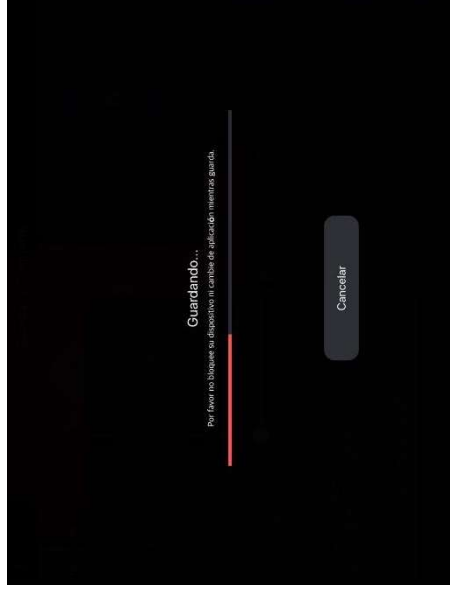 Guardando...
Por favor no bloquee su dispositivo ni cambie de aplicación mientras guarda.
Cancelar